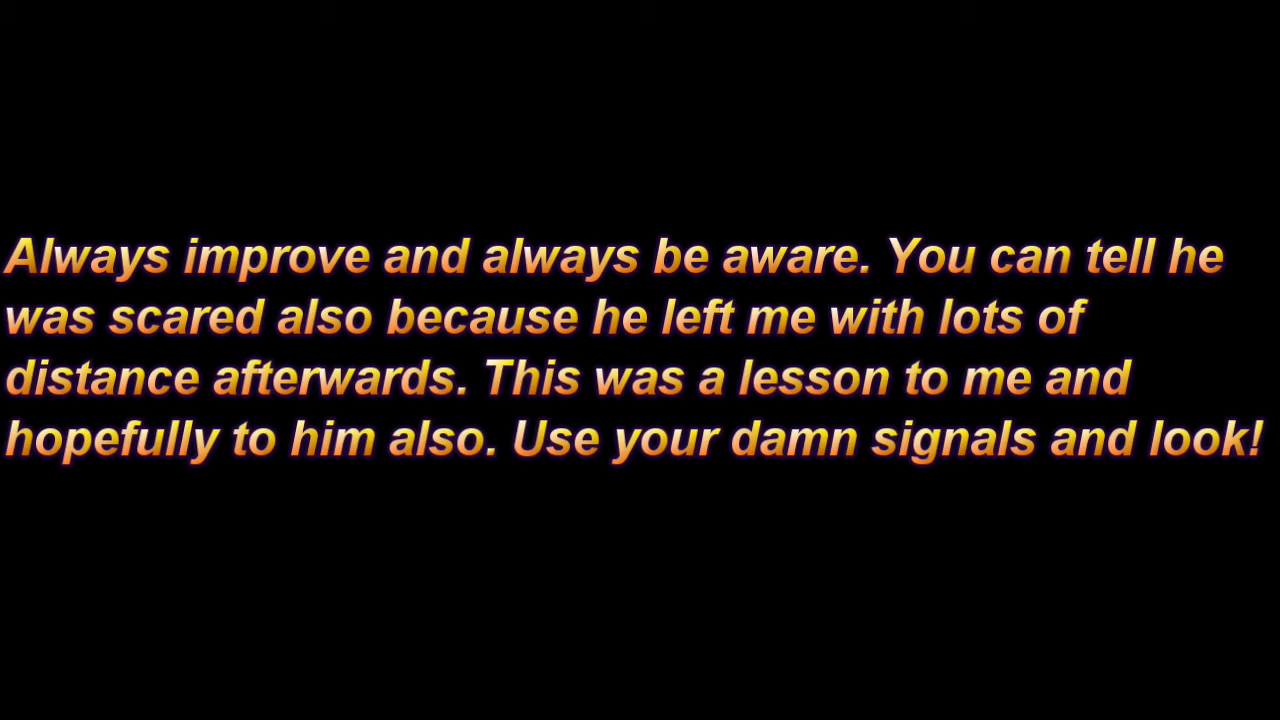 Always improve and always be aware. You can tell he
was scared also because he left me with lots of
distance afterwards. This was a lesson to me and
hopefully to him also. Use your damn signals and look!